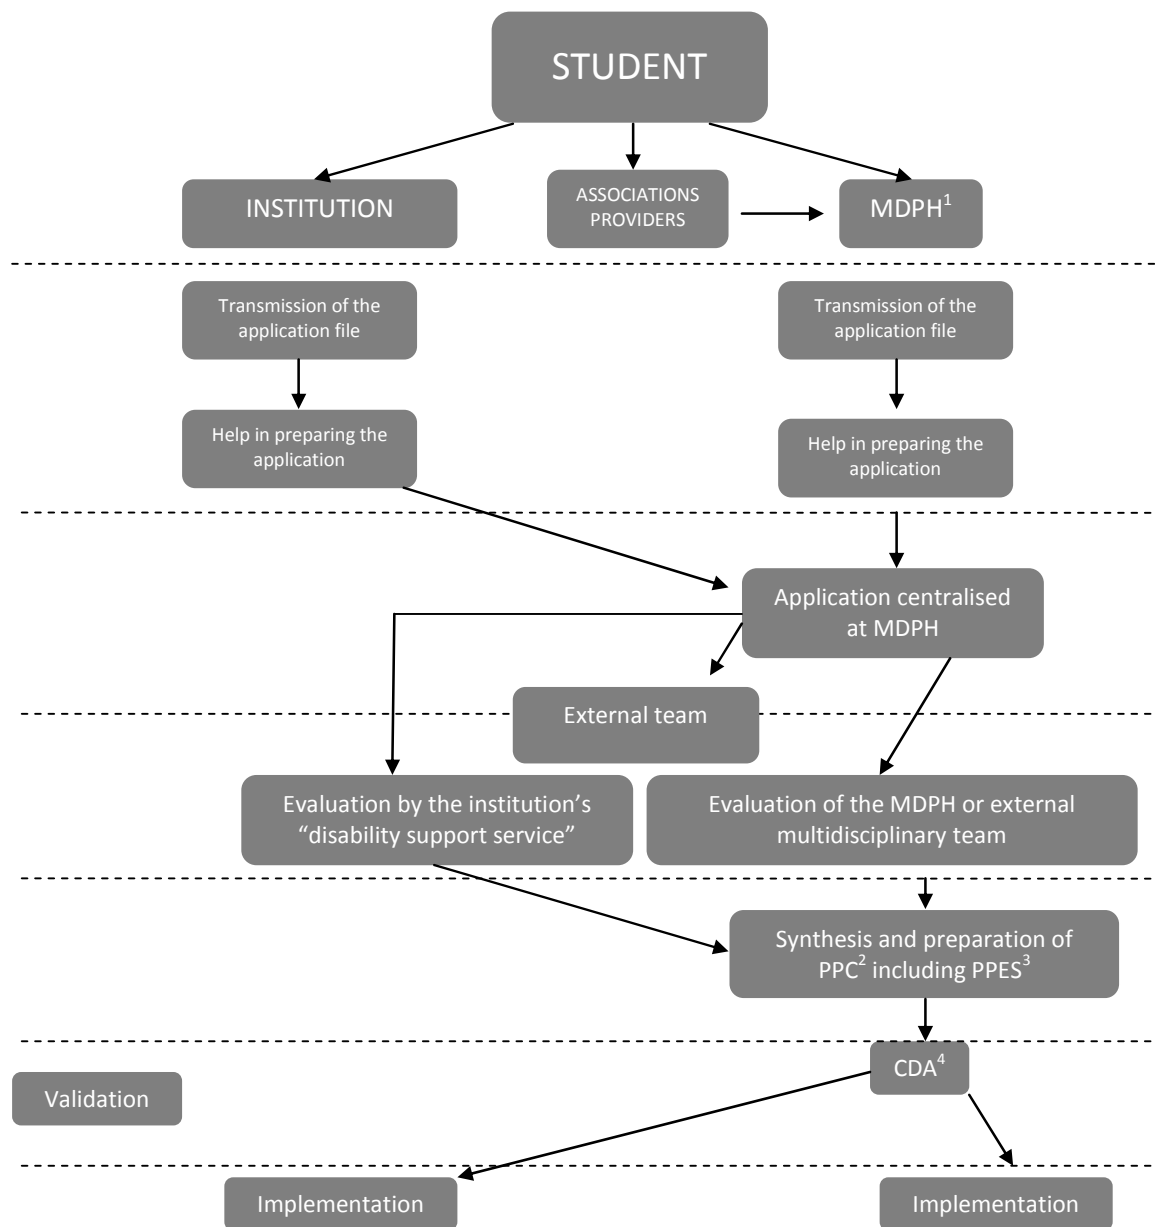 STUDENT
INSTITUTION
ASSOCIATIONS
PROVIDERS
MDPH¹
Transmission of the
application file
Transmission of the
application file
Help in preparing the
application
Help in preparing the
application
Application centralised
at MDPH
External team
Evaluation by the institution’s
“disability support service”
Evaluation of the MDPH or external
multidisciplinary team
Synthesis and preparation of
PPC² including PPES³
CDA⁴
Validation
Implementation
Implementation